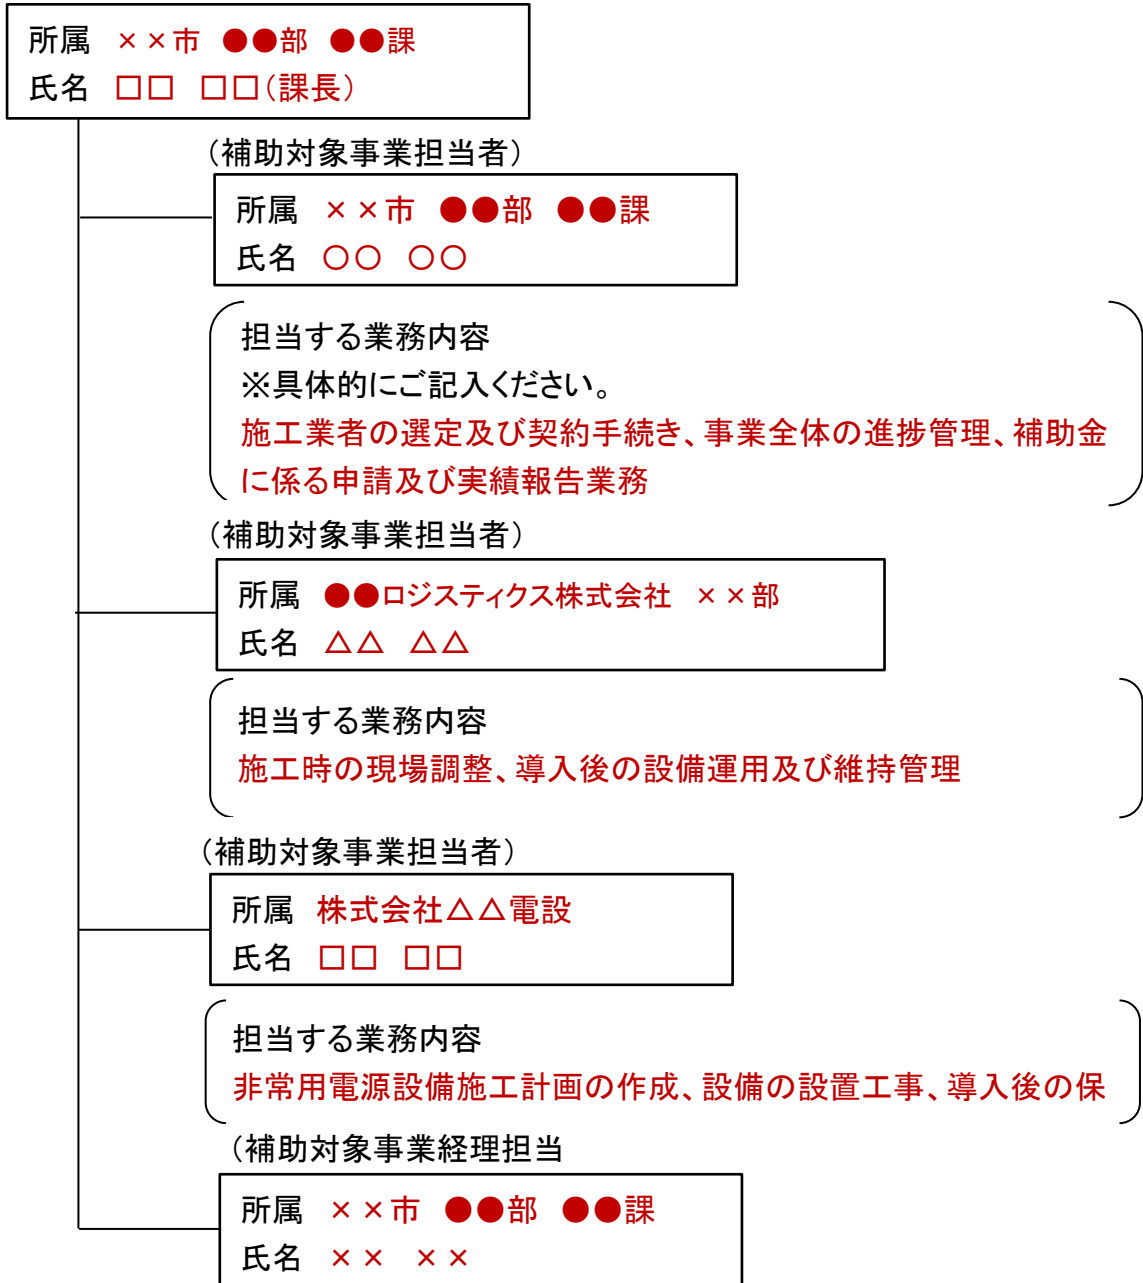 所属 ××市 ●●部 ●●課
氏名 □□ □□(課長)
(補助対象事業担当者)
所属 ××市 ●●部 ●●課
氏名 〇〇 〇〇
担当する業務内容
※具体的にご記入ください。
施工業者の選定及び契約手続き、事業全体の進捗管理、補助金
に係る申請及び実績報告業務
(補助対象事業担当者)
所属 ●●ロジスティクス株式会社 ××部
氏名 △△ △△
担当する業務内容
施工時の現場調整、導入後の設備運用及び維持管理
(補助対象事業担当者)
所属 株式会社△△電設
氏名 □□ □□
担当する業務内容
非常用電源設備施工計画の作成、設備の設置工事、導入後の保
(補助対象事業経理担当
所属 ××市 ●●部 ●●課
氏名 ×× ××